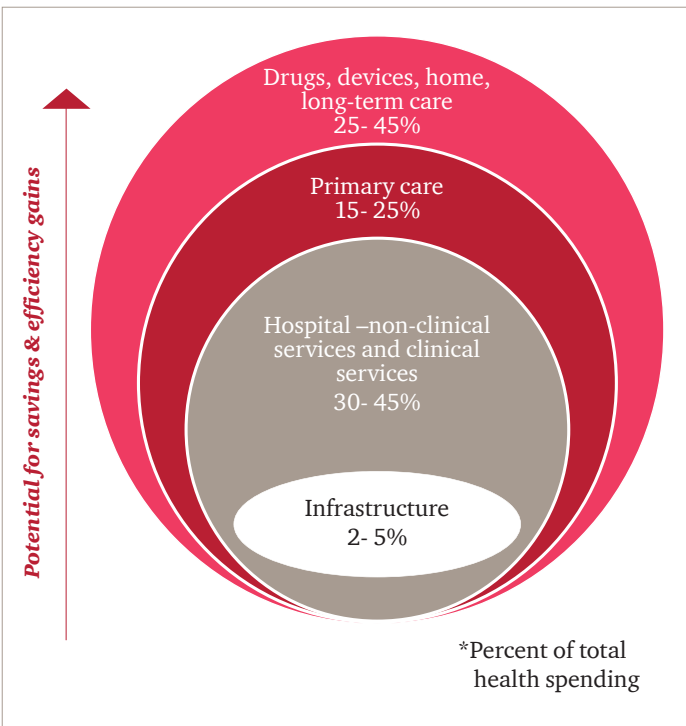 Drugs, devices, home,
long-term care
25- 45%
Primary care
15- 25%
Hospital –non-clinical
services and clinical
services
30- 45%
Infrastructure
2- 5%
Potential for savings & efficiency gains
*Percent of total
health spending